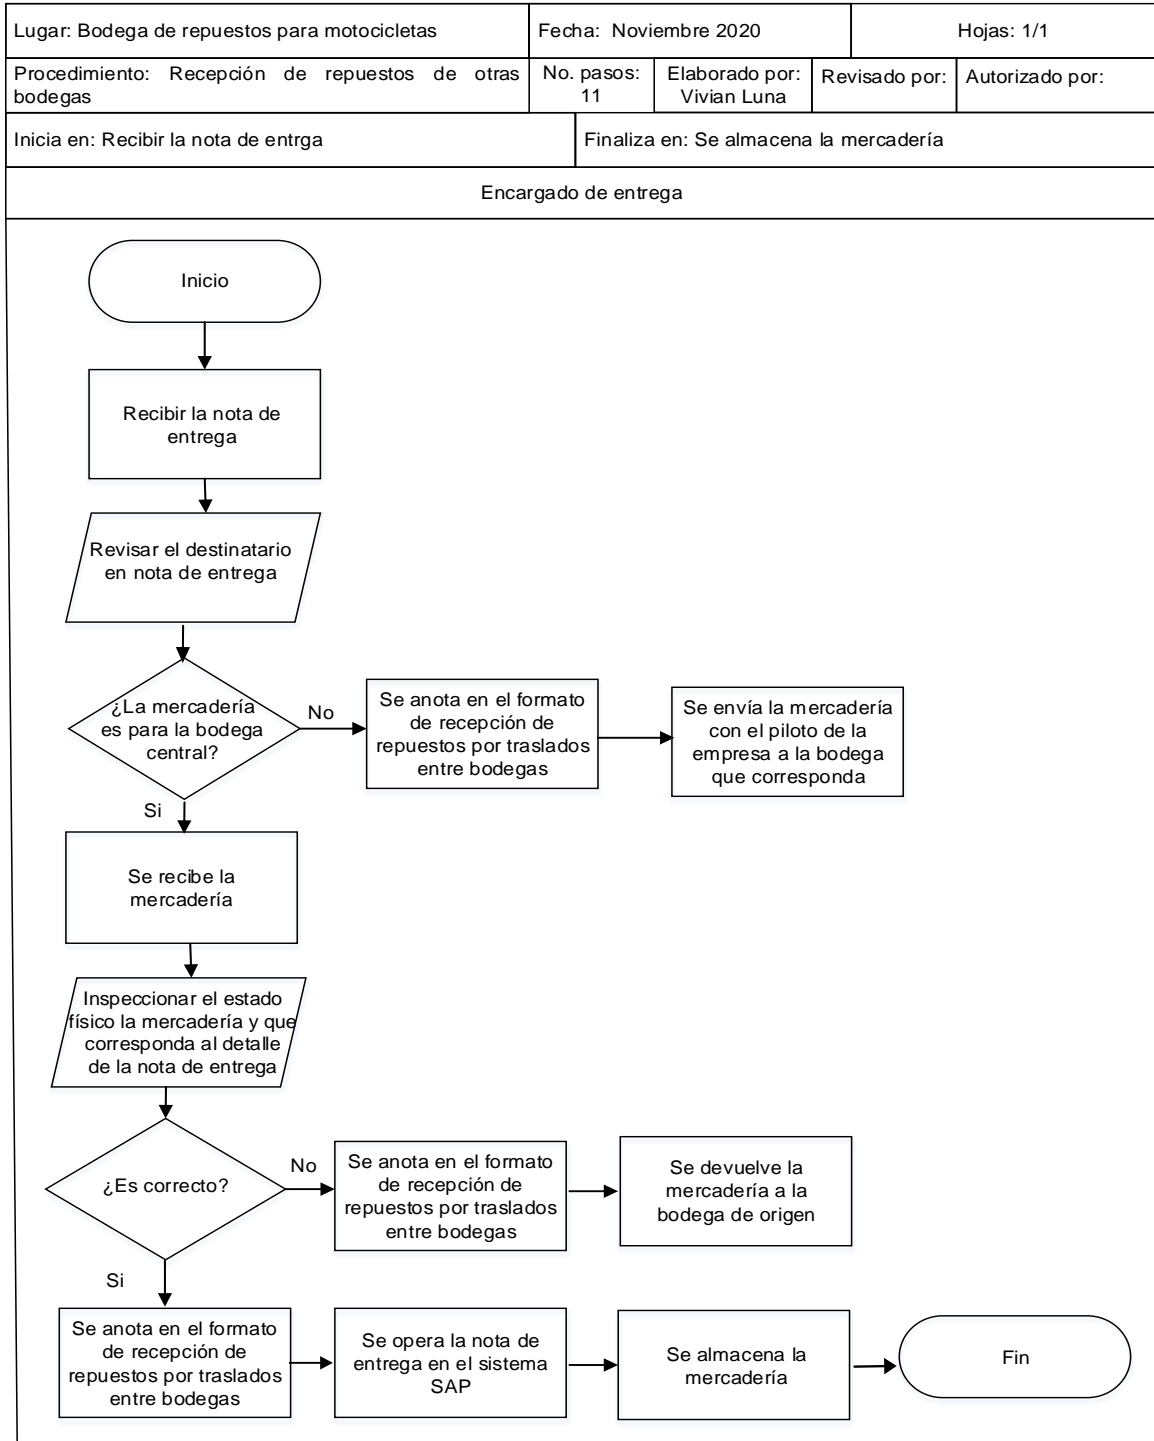 Lugar: Bodega de repuestos para motocicletas
Fecha: Noviembre 2020
Hojas: 1/1
Procedimiento: Recepción de repuestos de otras
bodegas
No. pasos:
11
Elaborado por:
Vivian Luna
Revisado por:
Autorizado por:
Inicia en: Recibir la nota de entrga
Finaliza en: Se almacena la mercadería
Encargado de entrega
Inicio
Recibir la nota de
entrega
Revisar el destinatario
en nota de entrega
¿La mercadería
es para la bodega
central?
No
Se anota en el formato
de recepción de
repuestos por traslados
entre bodegas
Se envía la mercadería
con el piloto de la
empresa a la bodega
que corresponda
Si
Se recibe la
mercadería
Inspeccionar el estado
físico la mercadería y que
corresponda al detalle
de la nota de entrega
¿Es correcto?
No
Se anota en el formato
de recepción de
repuestos por traslados
entre bodegas
Se devuelve la
mercadería a la
bodega de origen
Si
Se anota en el formato
de recepción de
repuestos por traslados
entre bodegas
Se opera la nota de
entrega en el sistema
SAP
Se almacena la
mercadería
Fin